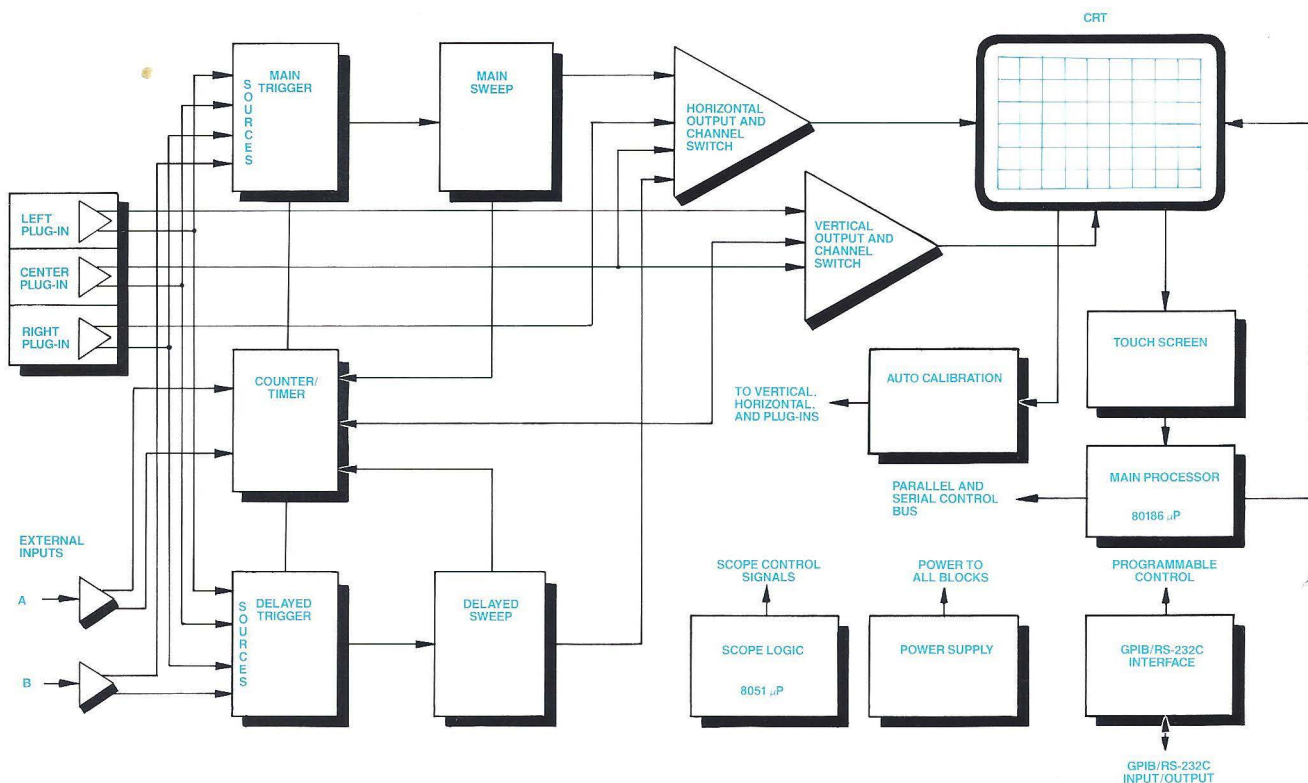 CRT
MAIN
TRIGGER
SOURCES
MAIN
SWEEP
HORIZONTAL
OUTPUT AND
CHANNEL
SWITCH
LEFT
PLUG-IN
CENTER
PLUG-IN
RIGHT
PLUG-IN
VERTICAL
OUTPUT AND
CHANNEL
SWITCH
TOUCH SCREEN
COUNTER/
TIMER
AUTO CALIBRATION
TO VERTICAL,
HORIZONTAL,
AND PLUG-INS
MAIN PROCESSOR
80186 μP
PARALLEL AND
SERIAL CONTROL
BUS
EXTERNAL
INPUTS
A
B
DELAYED TRIGGER
SOURCES
DELAYED
SWEEP
SCOPE CONTROL
SIGNALS
SCOPE LOGIC
8051 μP
POWER TO
ALL BLOCKS
POWER SUPPLY
PROGRAMMABLE
CONTROL
GPIB/RS-232C
INTERFACE
GPIB/RS-232C
INPUT/OUTPUT